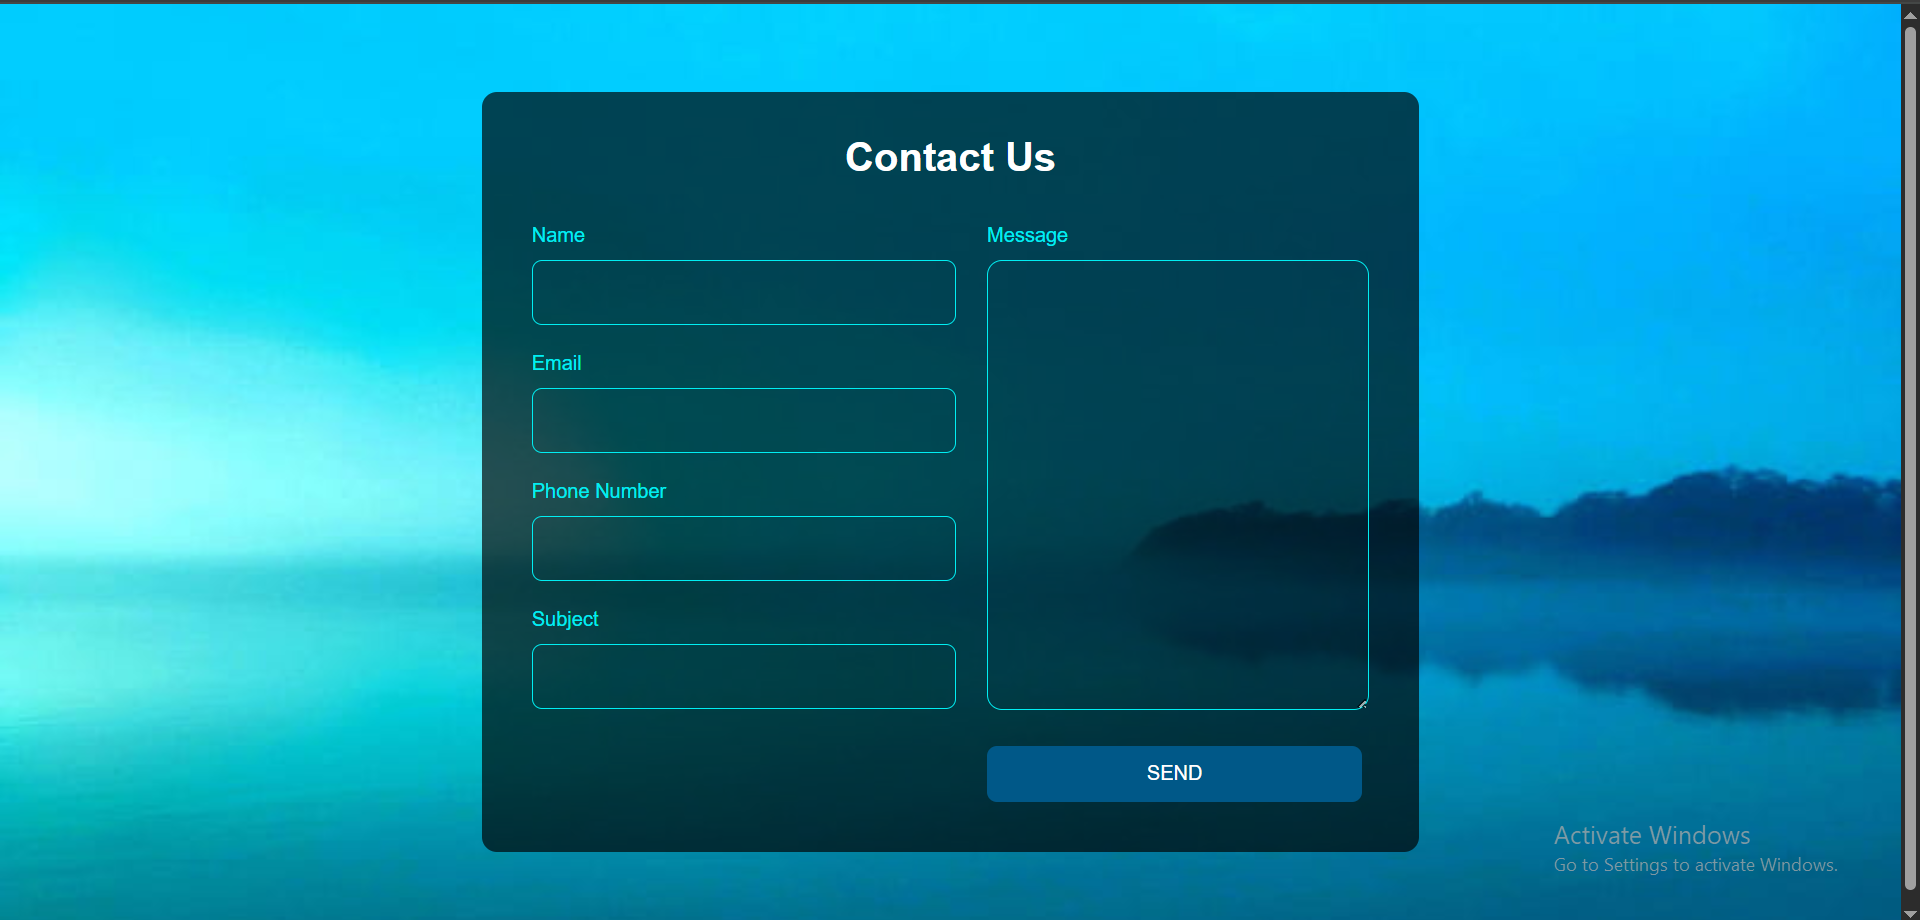 Contact Us
Name
Email
Phone Number
Subject
Message
SEND
Activate Windows
Go to Settings to activate Windows.